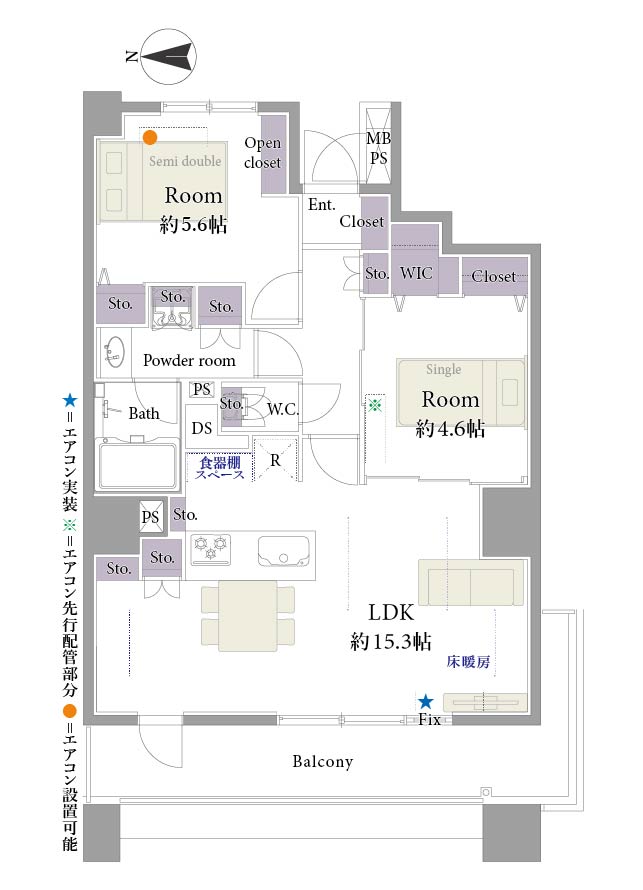 N
MB
PS
Open
closet
Semi double
Room
約5.6帖
Ent.
Closet
Sto.
WIC
Closet
Sto.
Sto.
Sto.
Powder room
Single
Room
約4.6帖
PS
Sto.
W.C.
Bath
DS
※
食器棚
スペース
R
PS
Sto.
Sto.
Sto.
LDK
約15.3帖
床暖房
★
Fix
Balcony
★=エアコン実装 ※=エアコン先行配管部分 ●=エアコン設置可能